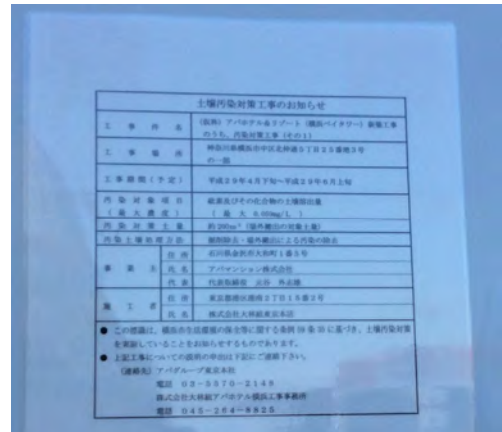 土壌汚染対策工事のお知らせ
工事件名 (仮称)アパホテル&リゾート(横浜ベイタワー)新築工事
のうち、汚染対策工事(その1)
工事場所 神奈川県横浜市中区北仲通5丁目25番地3号
の一部
工事期間(予定) 平成29年4月下旬~平成29年6月上旬
汚染対象項目 砒素及びその化合物の土壌溶出量
(最大濃度) (最大 0.059mg/L)
汚染対策土量 約200m³(場外搬出の対象土量)
汚染土壌処理方法 掘削除去・場外搬出による汚染の除去
事業主 住所 石川県金沢市大和町1番5号
氏名 アパマンション株式会社
代表 代表取締役 元谷 外志雄
施工者 住所 東京都港区港南2丁目15番2号
氏名 株式会社大林組東京本店
● この標識は、横浜市生活環境の保全等に関する条例 条 に基づき、土壌汚染対策
を実施していることをお知らせするものであります。
● 上記工事についての説明の申出は下記にご連絡下さい。
(連絡先)アパグループ東京本社
電話 03-5570-2148
株式会社大林組アパホテル横浜工事事務所
電話 045-264-8825